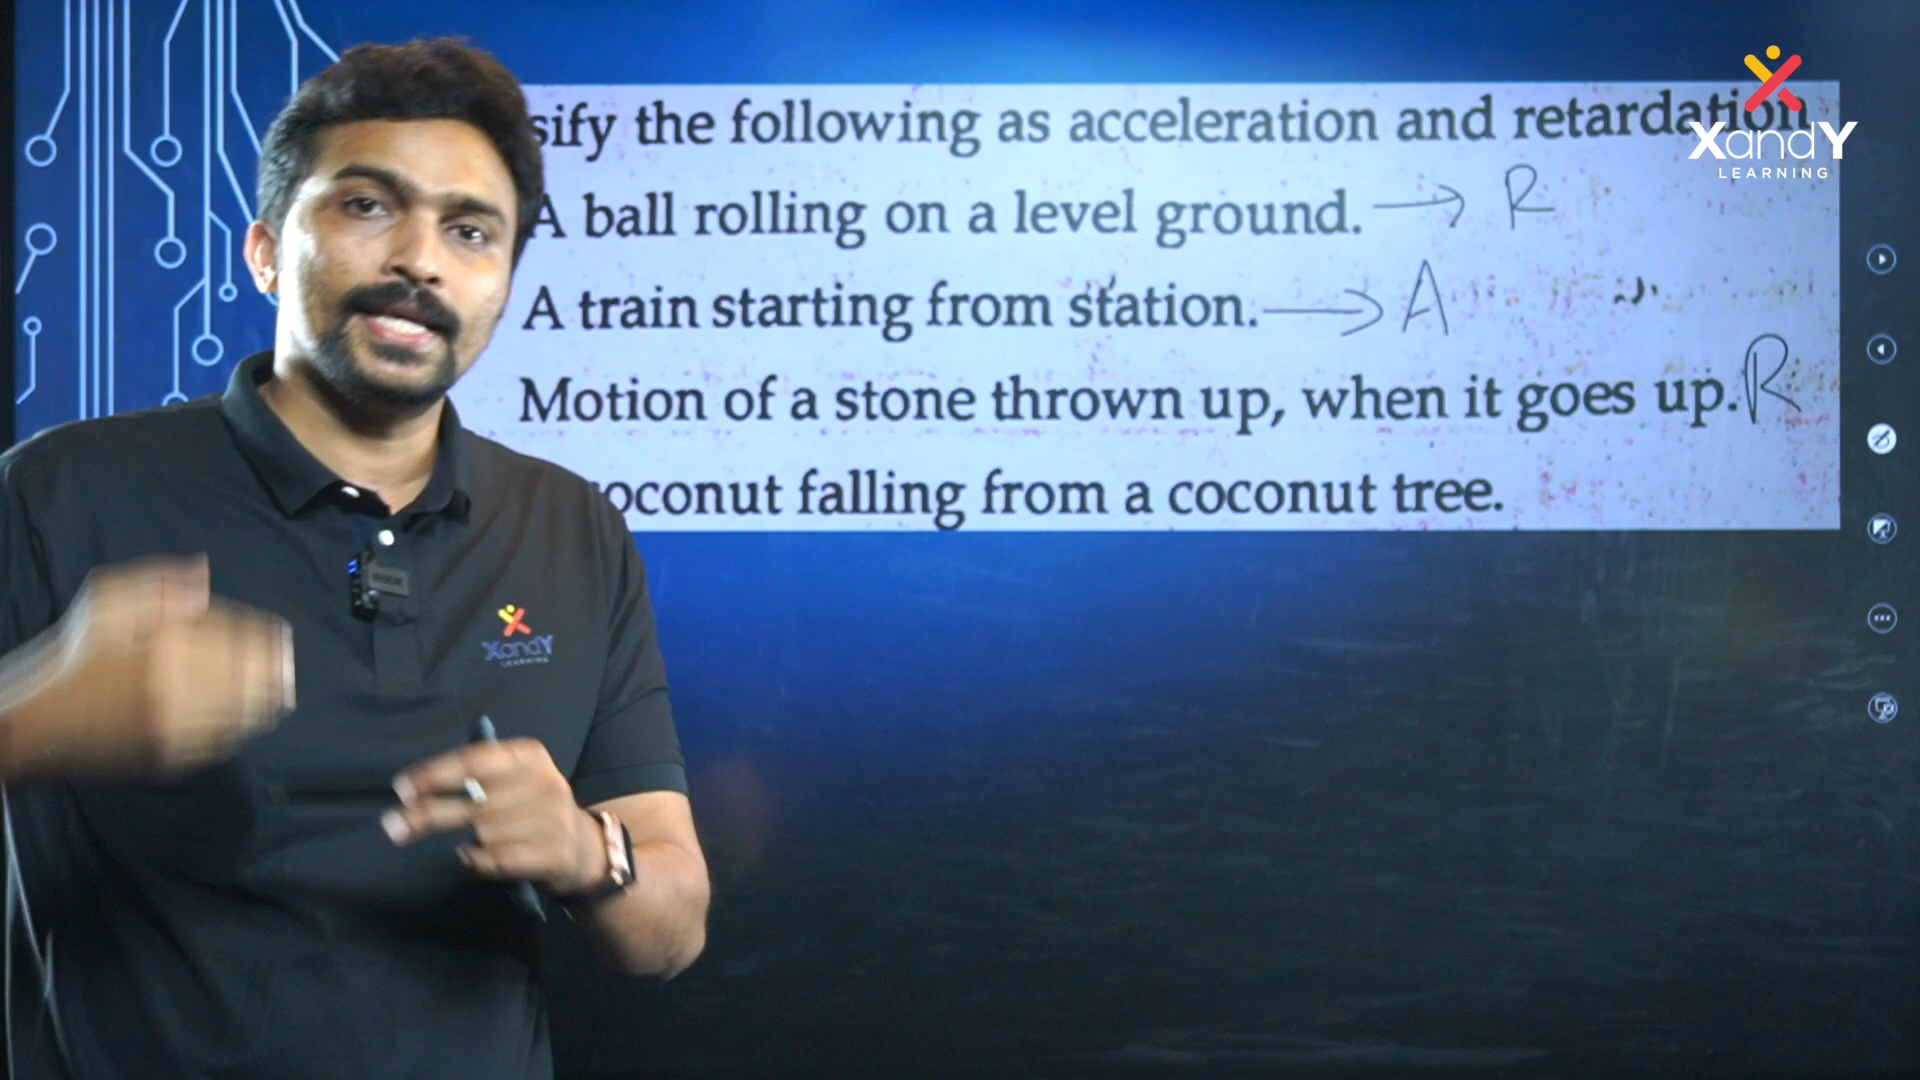 XandY
LEARNING
sify the following as acceleration and retardation
A ball rolling on a level ground. → R
A train starting from station. → A
Motion of a stone thrown up, when it goes up. R
oconut falling from a coconut tree.
XandY
LEARNING